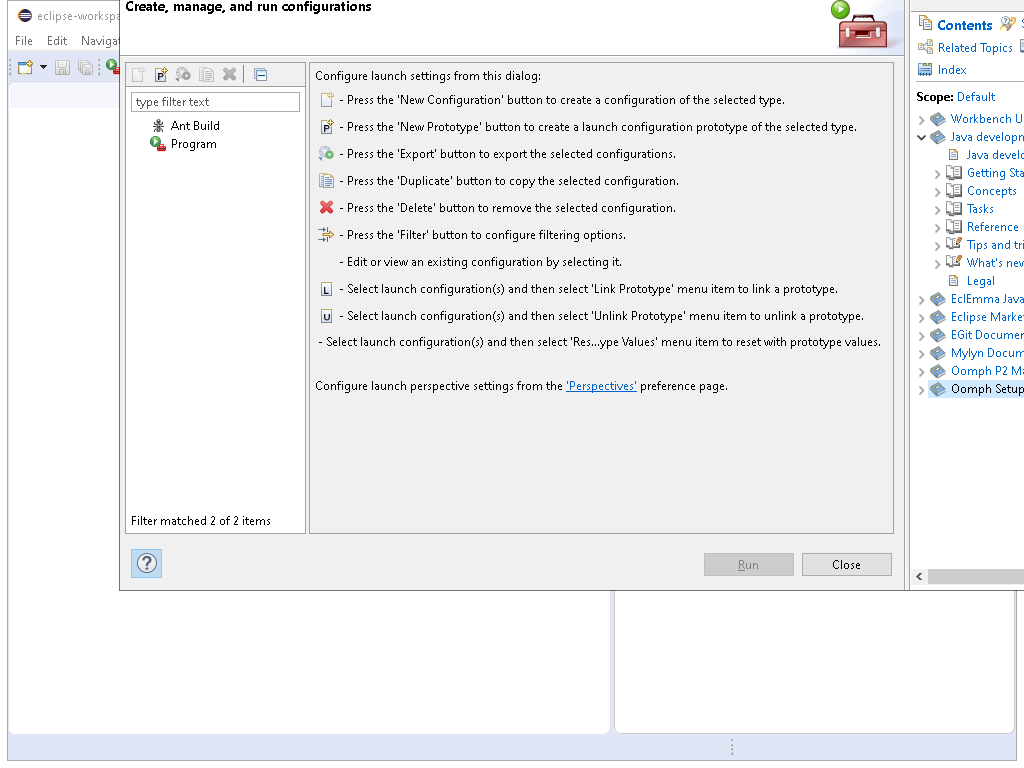 eclipse-workspa
File Edit Navigat
Create, manage, and run configurations
type filter text
Ant Build
Program
Filter matched 2 of 2 items
Configure launch settings from this dialog:
- Press the 'New Configuration' button to create a configuration of the selected type.
P - Press the 'New Prototype' button to create a launch configuration prototype of the selected type.
- Press the 'Export' button to export the selected configurations.
- Press the 'Duplicate' button to copy the selected configuration.
- Press the 'Delete' button to remove the selected configuration.
- Press the 'Filter' button to configure filtering options.
- Edit or view an existing configuration by selecting it.
L - Select launch configuration(s) and then select 'Link Prototype' menu item to link a prototype.
U - Select launch configuration(s) and then select 'Unlink Prototype' menu item to unlink a prototype.
- Select launch configuration(s) and then select 'Res...ype Values' menu item to reset with prototype values.
Configure launch perspective settings from the 'Perspectives' preference page.
Run Close
Contents
Related Topics
Index
Scope: Default
Workbench U
Java developm
Java develo
Getting Sta
Concepts
Tasks
Reference
Tips and tri
What's new
Legal
EclEmma Java
Eclipse Market
EGit Documen
Mylyn Docum
Oomph P2 Ma
Oomph Setup